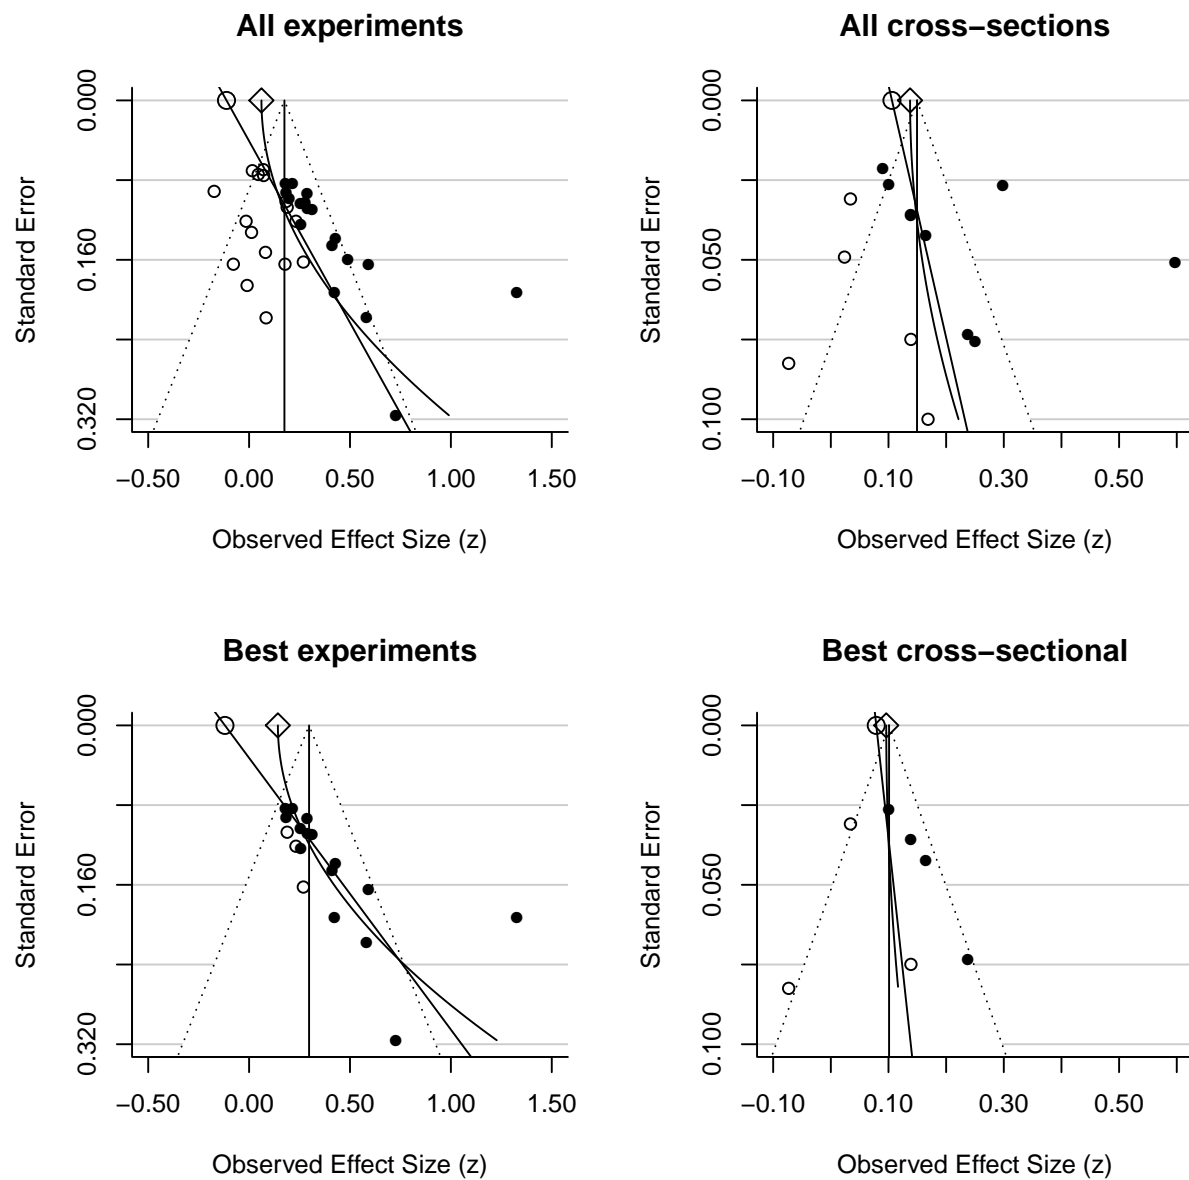 All experiments
0.000
0.160
0.320
Standard Error
−0.50 0.00 0.50 1.00 1.50
Observed Effect Size (z)
All cross−sections
0.000
0.050
0.100
Standard Error
−0.10 0.10 0.30 0.50
Observed Effect Size (z)
Best experiments
0.000
0.160
0.320
Standard Error
−0.50 0.00 0.50 1.00 1.50
Observed Effect Size (z)
Best cross−sectional
0.000
0.050
0.100
Standard Error
−0.10 0.10 0.30 0.50
Observed Effect Size (z)